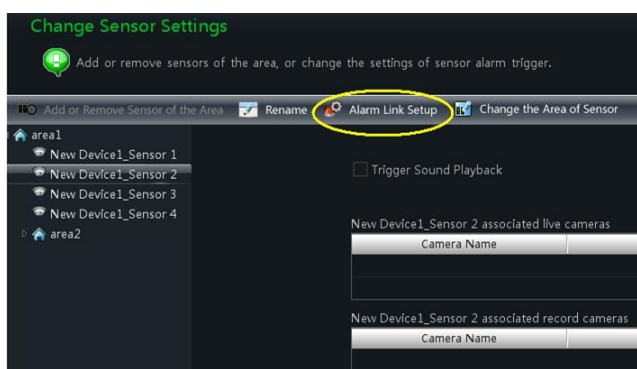 Change Sensor Settings
Add or remove sensors of the area, or change the settings of sensor alarm trigger.
Add or Remove Sensor of the Area Rename Alarm Link Setup Change the Area of Sensor
area1
New Device1_Sensor 1
New Device1_Sensor 2
New Device1_Sensor 3
New Device1_Sensor 4
area2
Trigger Sound Playback
New Device1_Sensor 2 associated live cameras
Camera Name
New Device1_Sensor 2 associated record cameras
Camera Name